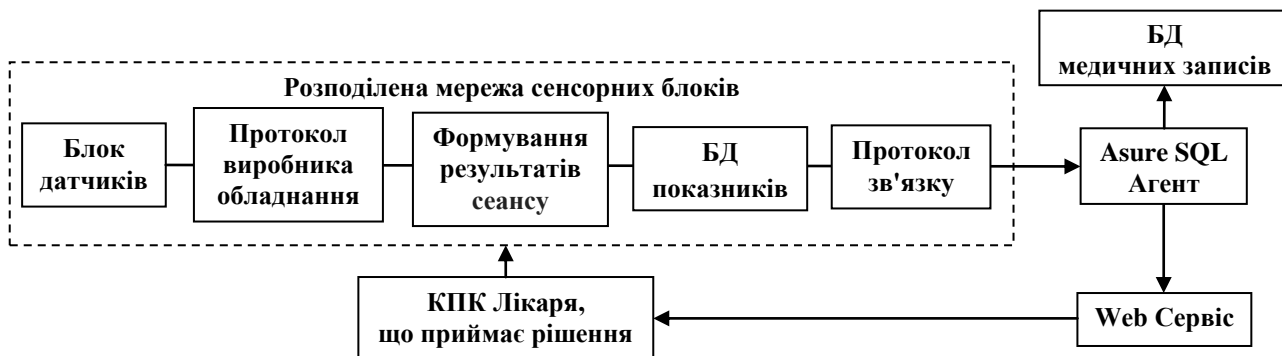 БД
медичних записів
Розподілена мережа сенсорних блоків
Блок
датчиків
Протокол
виробника
обладнання
Формування
результатів
сеансу
БД
показників
Протокол
зв'язку
Asure SQL
Агент
КПК Лікаря,
що приймає рішення
Web Сервіс